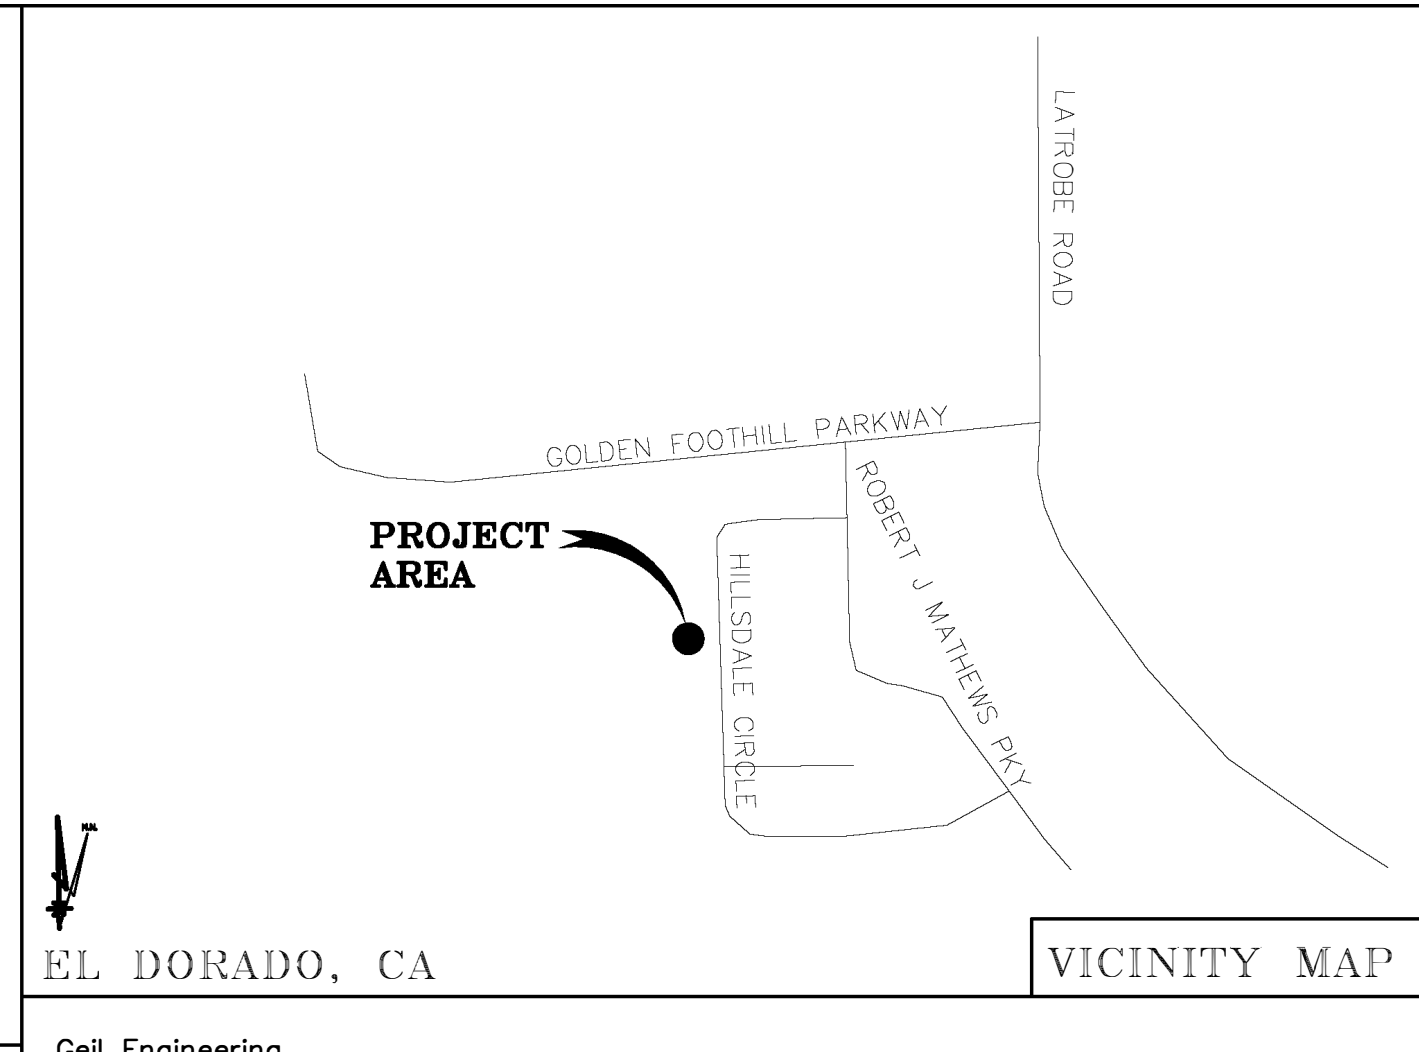 LATROBE ROAD
GOLDEN FOOTHILL PARKWAY
ROBERT J MATHEWS PKY
PROJECT
AREA
HILLSDALE CIRCLE
M.N.
EL DORADO, CA
VICINITY MAP
Geil Engineering